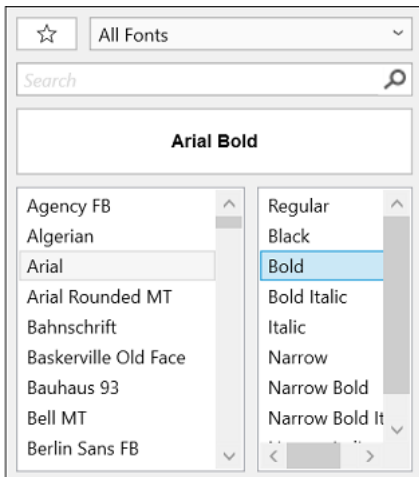 All Fonts
Search
Arial Bold
Agency FB
Algerian
Arial
Arial Rounded MT
Bahnschrift
Baskerville Old Face
Bauhaus 93
Bell MT
Berlin Sans FB
Regular
Black
Bold
Bold Italic
Italic
Narrow
Narrow Bold
Narrow Bold It